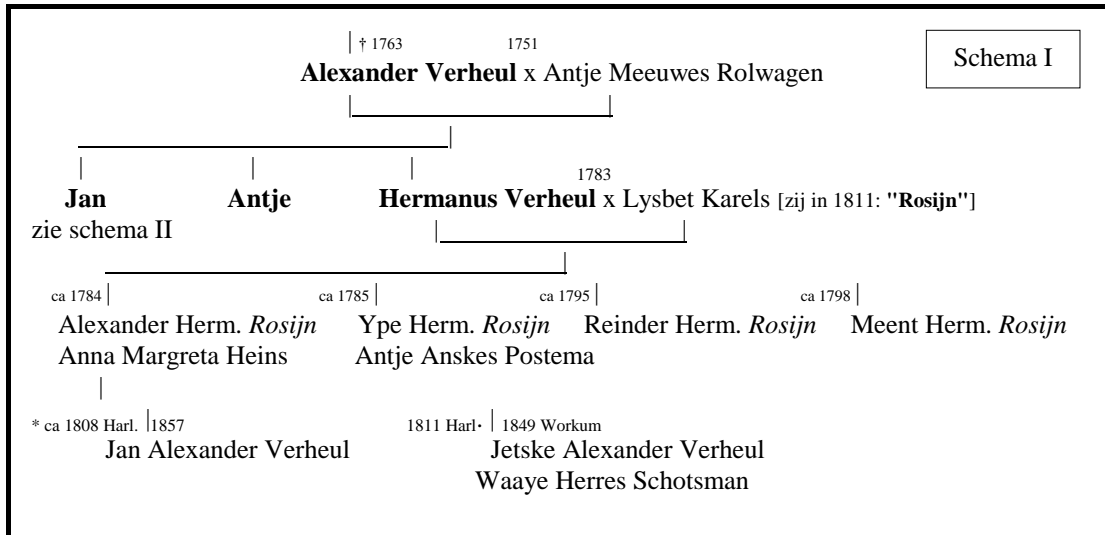 † 1763 1751
Schema I
Alexander Verheul x Antje Meeuwes Rolwagen
1783
Jan Antje Hermanus Verheul x Lysbet Karels [zij in 1811: "Rosijn"]
zie schema II
ca 1784 ca 1785 ca 1795 ca 1798
Alexander Herm. Rosijn Ype Herm. Rosijn Reinder Herm. Rosijn Meent Herm. Rosijn
Anna Margreta Heins Antje Anskes Postema
* ca 1808 Harl. 1857 1811 Harl. 1849 Workum
Jan Alexander Verheul Jetske Alexander Verheul
Waaye Herres Schotsman